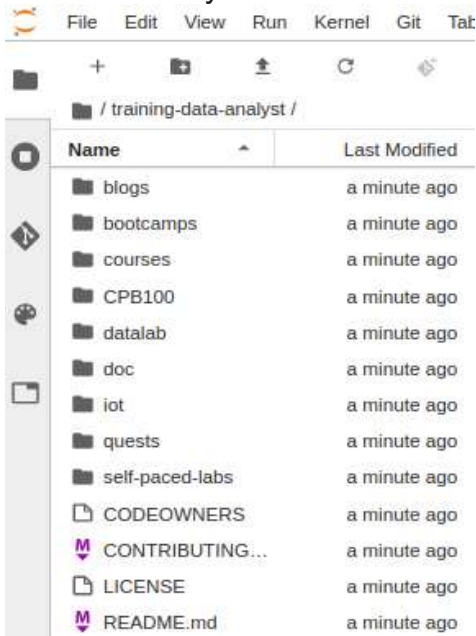 File Edit View Run Kernel Git Tab
/ training-data-analyst /
Name Last Modified
blogs a minute ago
bootcamps a minute ago
courses a minute ago
CPB100 a minute ago
datalab a minute ago
doc a minute ago
iot a minute ago
quests a minute ago
self-paced-labs a minute ago
CODEOWNERS a minute ago
CONTRIBUTING... a minute ago
LICENSE a minute ago
README.md a minute ago